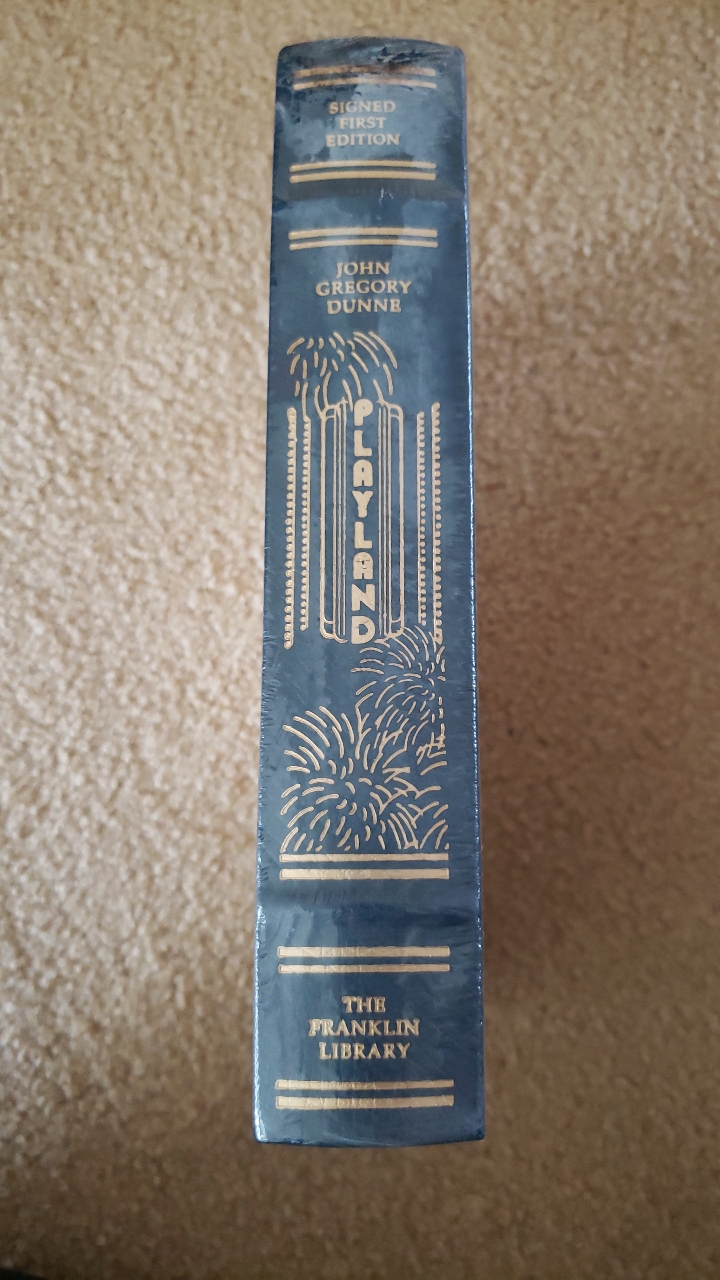 SIGNED
FIRST
EDITION
JOHN
GREGORY
DUNNE
PLAYLAND
THE
FRANKLIN
LIBRARY